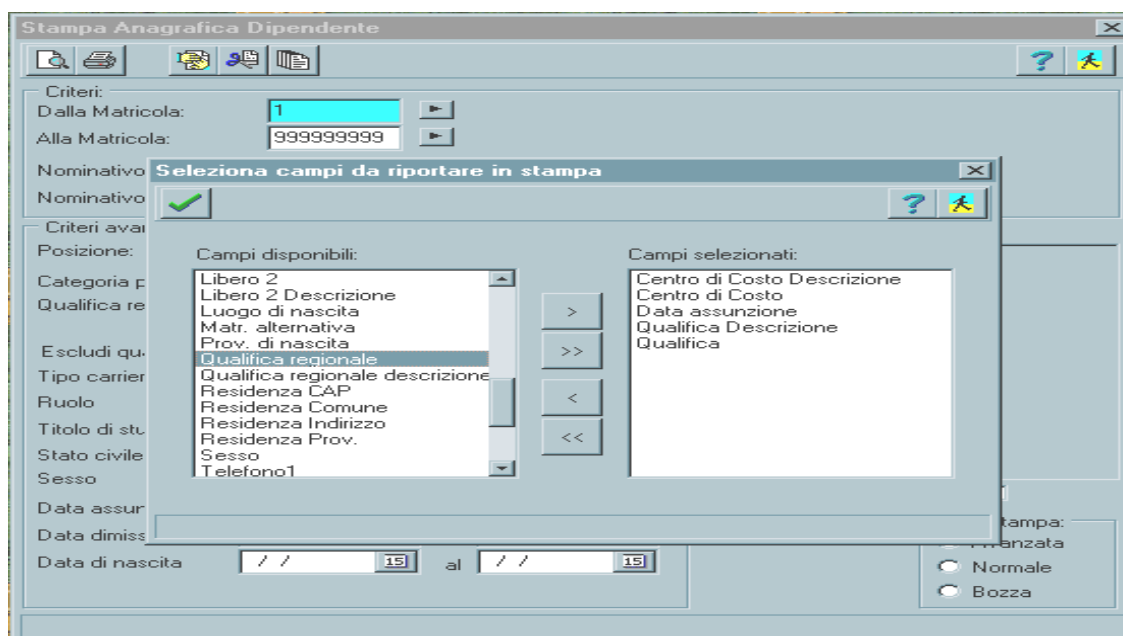 Stampa Anagrafica Dipendente
Criteri:
Dalla Matricola: 1
Alla Matricola: 999999999
Nominativo
Nominativo
Seleziona campi da riportare in stampa
Criteri avan
Posizione:
Categoria p
Qualifica re
Escludi qu
Tipo carrier
Ruolo
Titolo di stu
Stato civile
Sesso
Data assur
Data dimiss
Campi disponibili:
Libero 2
Libero 2 Descrizione
Luogo di nascita
Matr. alternativa
Prov. di nascita
Qualifica regionale
Qualifica regionale descrizione
Residenza CAP
Residenza Comune
Residenza Indirizzo
Residenza Prov.
Sesso
Telefono1
>
>>
<
<<
Campi selezionati:
Centro di Costo Descrizione
Centro di Costo
Data assunzione
Qualifica Descrizione
Qualifica
Data di nascita / / 15 al / / 15
tampa:
Normale
Bozza